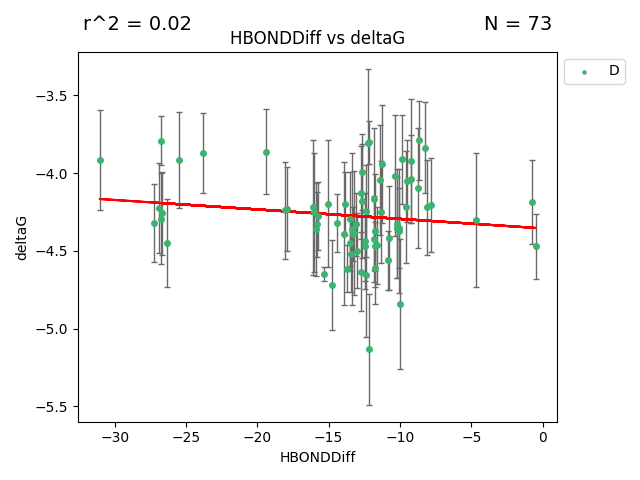 r^2 = 0.02
N = 73
HBONDDiff vs deltaG
D
−3.5
−4.0
−4.5
−5.0
−5.5
deltaG
−30
−25
−20
−15
−10
−5
0
HBONDDiff